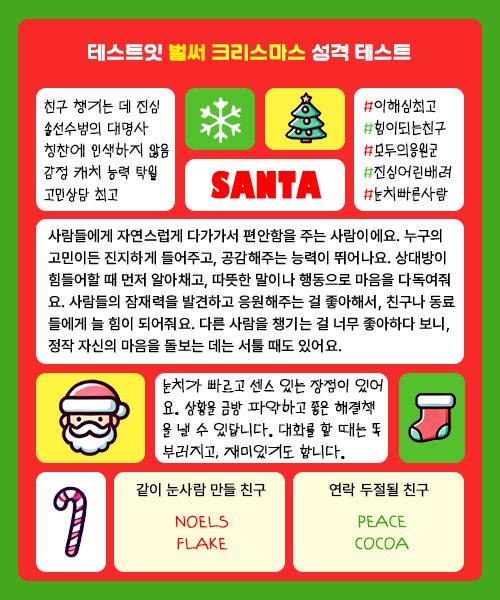 테스트잇 벌써 크리스마스 성격 테스트
친구 챙기는 데 진심
솔선수범의 대명사
칭찬에 인색하지 않음
감정 캐치 능력 탁월
고민상담 최고
SANTA
#이해심최고
#힘이되는친구
#모두의응원군
#진심어린배려
#눈치빠른사람
사람들에게 자연스럽게 다가가서 편안함을 주는 사람이에요. 누구의
고민이든 진지하게 들어주고, 공감해주는 능력이 뛰어나요. 상대방이
힘들어할 때 먼저 알아채고, 따뜻한 말이나 행동으로 마음을 다독여줘
요. 사람들의 잠재력을 발견하고 응원해주는 걸 좋아해서, 친구나 동료
들에게 늘 힘이 되어줘요. 다른 사람을 챙기는 걸 너무 좋아하다 보니,
정작 자신의 마음을 돌보는 데는 서툴 때도 있어요.
눈치가 빠르고 센스 있는 장점이 있어
요. 상황을 금방 파악하고 좋은 해결책
을 낼 수 있답니다. 대화를 할 때는 똑
부러지고, 재미있기도 합니다.
같이 눈사람 만들 친구
NOELS
FLAKE
연락 두절될 친구
PEACE
COCOA